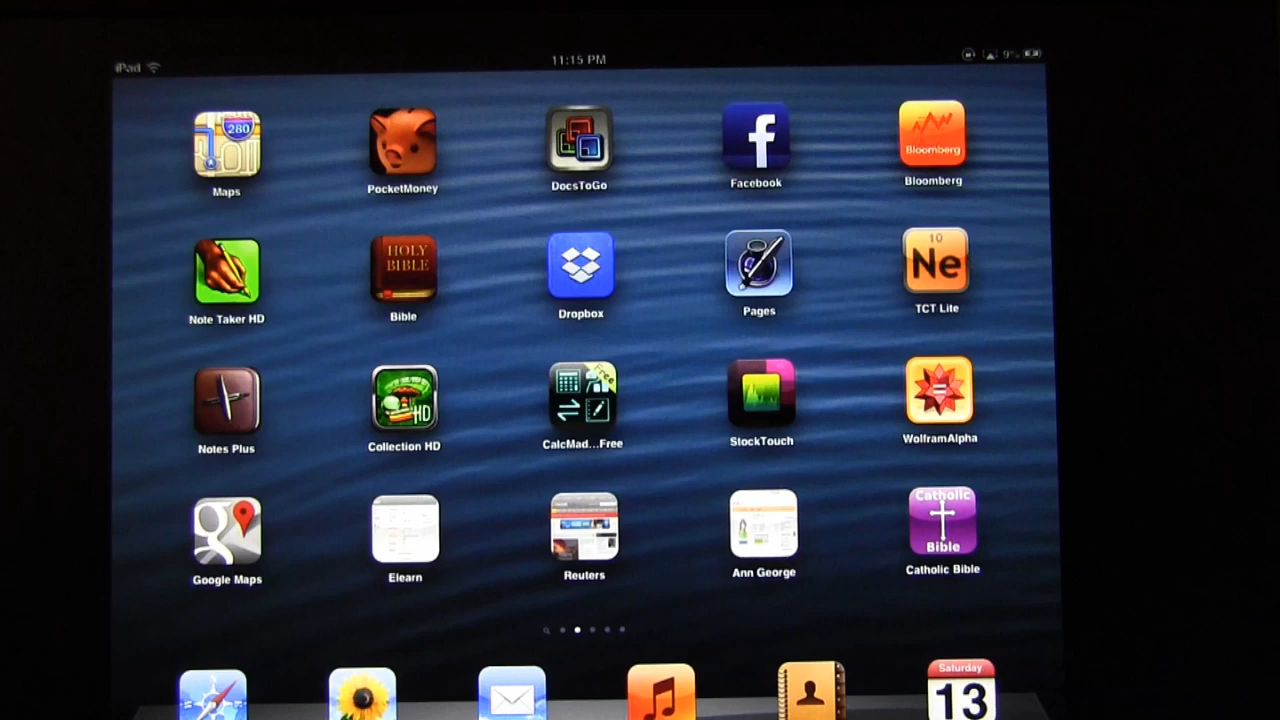 iPad 11:15 PM 9%
280
Bloomberg
Maps PocketMoney DocsToGo Facebook Bloomberg
HOLY
BIBLE
10
Ne
Note Taker HD Bible Dropbox Pages TCT Lite
Free
HD
Notes Plus Collection HD CalcMad...Free StockTouch WolframAlpha
Catholic
Bible
Google Maps Elearn Reuters Ann George Catholic Bible
Saturday
13